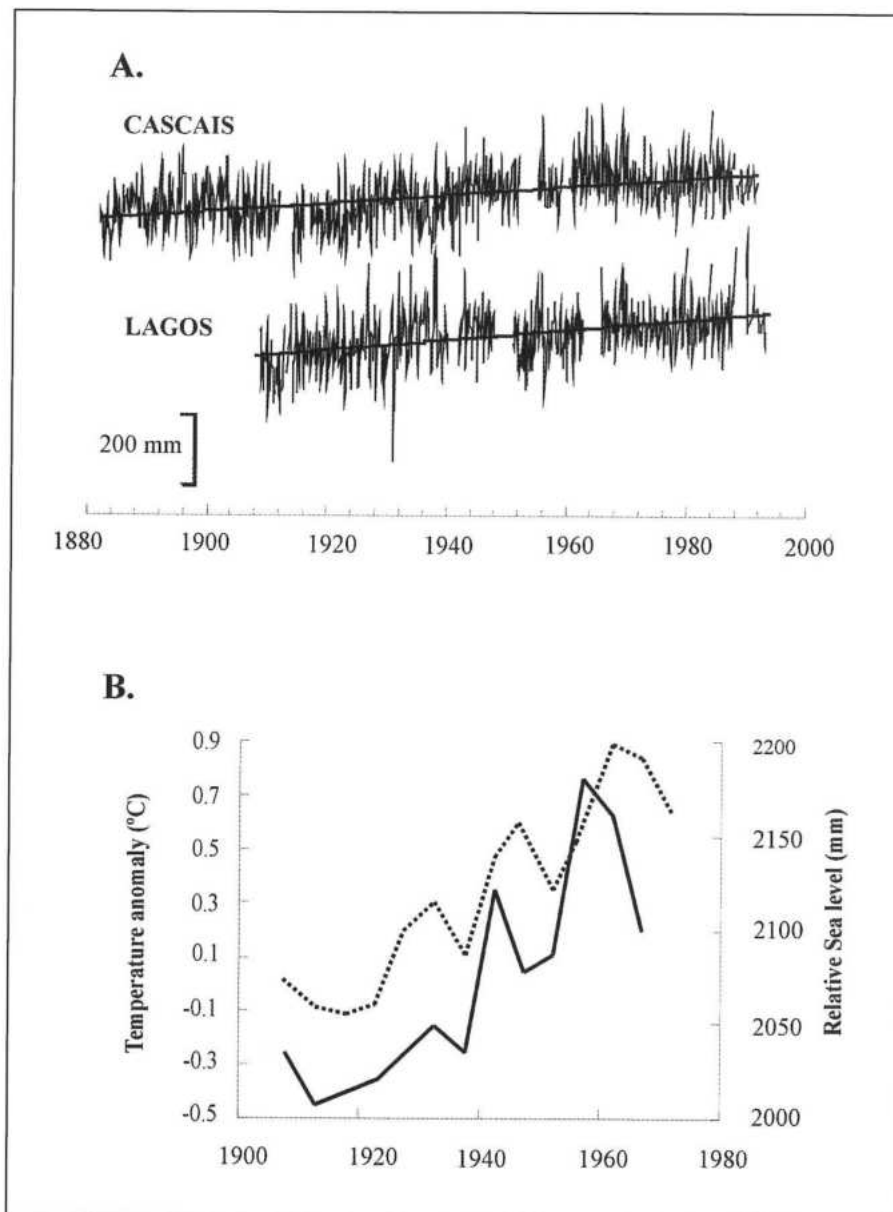 A.
CASCAIS
LAGOS
200 mm
1880 1900 1920 1940 1960 1980 2000
B.
Temperature anomaly (ºC)
0.9
0.7
0.5
0.3
0.1
-0.1
-0.3
-0.5
2200
2150
2100
2050
2000
Relative Sea level (mm)
1900 1920 1940 1960 1980